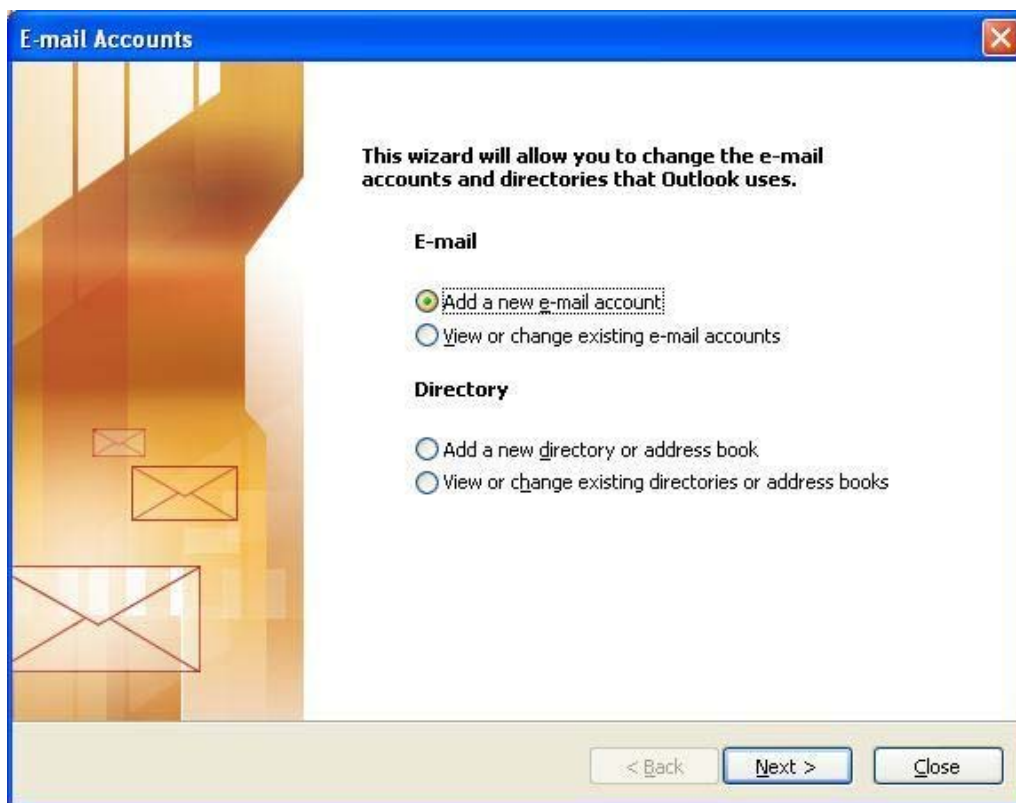 E-mail Accounts
This wizard will allow you to change the e-mail
accounts and directories that Outlook uses.
E-mail
Add a new e-mail account
View or change existing e-mail accounts
Directory
Add a new directory or address book
View or change existing directories or address books
< Back
Next >
Close